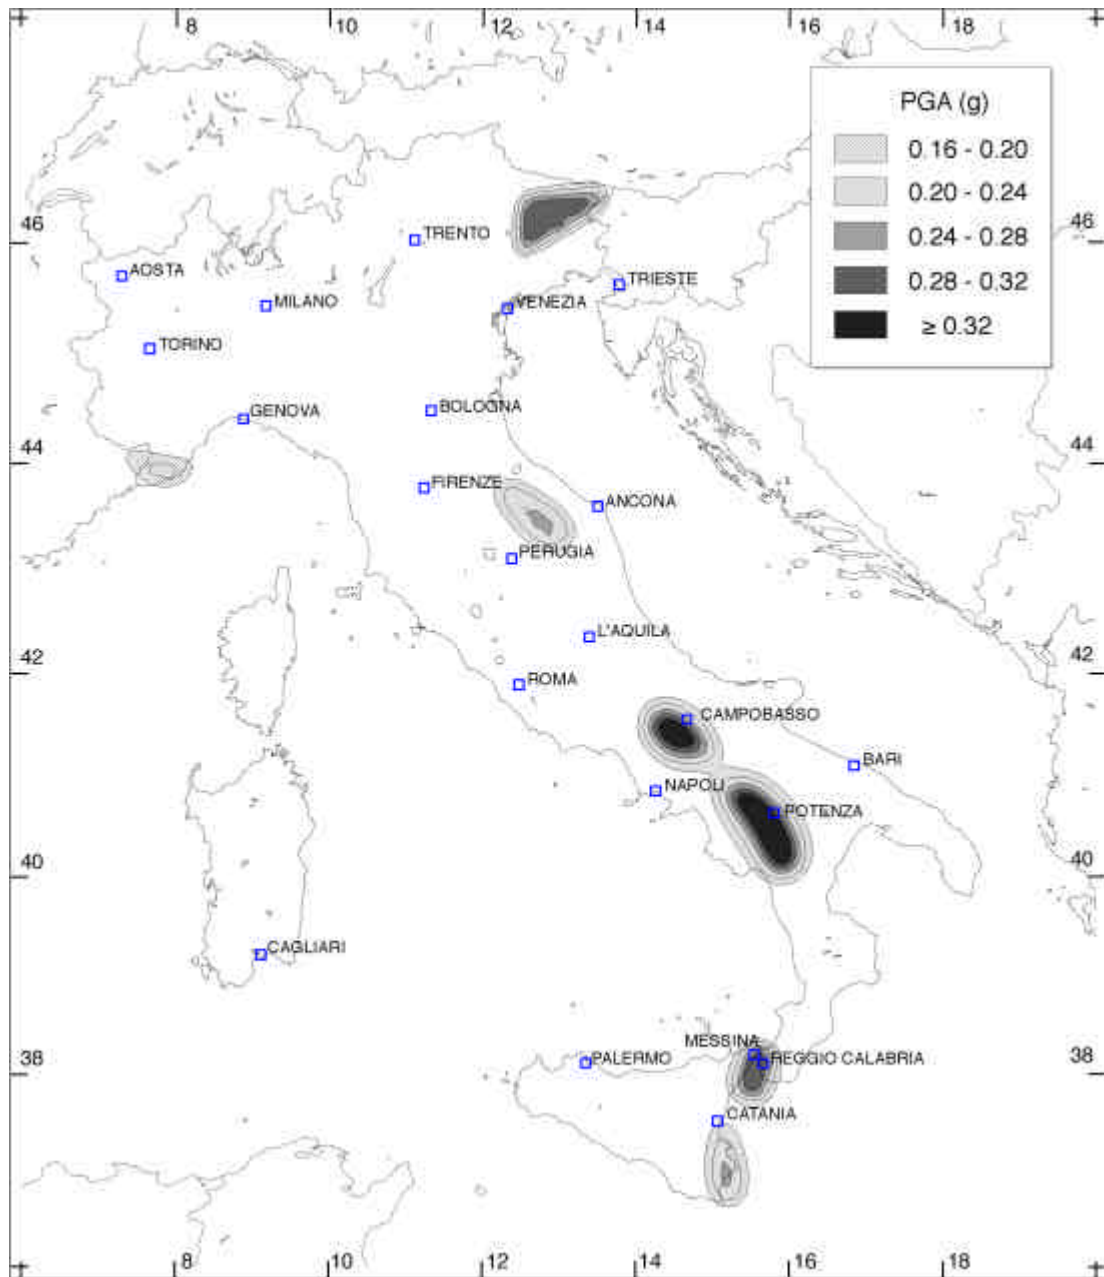 8 10 12 14 16 18
PGA (g)
0.16 - 0.20
0.20 - 0.24
0.24 - 0.28
0.28 - 0.32
≥ 0.32
46 46
TRENTO
AOSTA
TRIESTE
MILANO
VENEZIA
TORINO
GENOVA
BOLOGNA
44 44
FIRENZE
ANCONA
PERUGIA
L'AQUILA
42 42
ROMA
CAMPOBASSO
BARI
NAPOLI
POTENZA
40 40
CAGLIARI
MESSINA
38 38
PALERMO
REGGIO CALABRIA
CATANIA
8 10 12 14 16 18